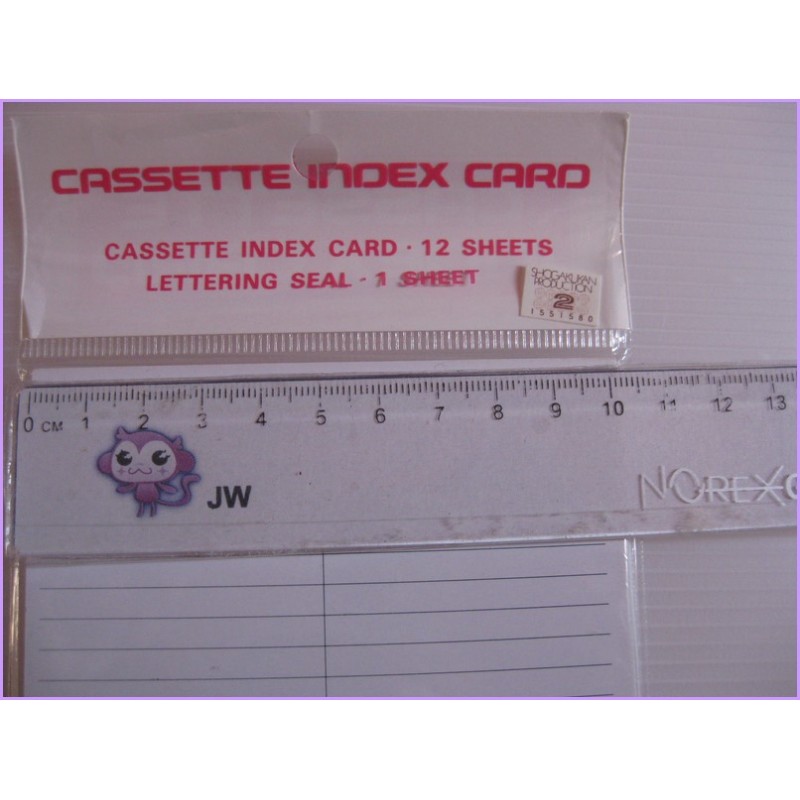 CASSETTE INDEX CARD
CASSETTE INDEX CARD · 12 SHEETS
LETTERING SEAL · 1 SHEET
SHOGAKUKAN
PRODUCTION
2
1551580
0 CM 1 2 3 4 5 6 7 8 9 10 11 12 13
JW
NOREX